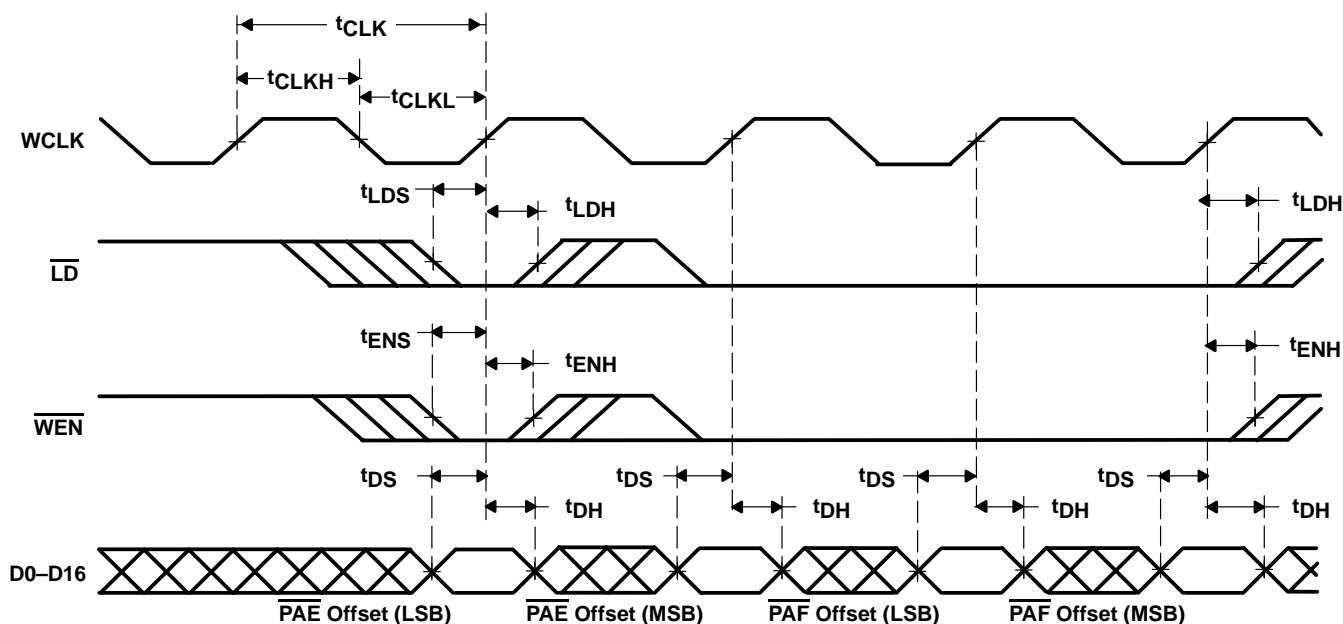 tCLK
tCLKH
tCLKL
WCLK
tLDS
tLDH
tLDH
LD
tENS
tENH
tENH
WEN
tDS
tDS
tDS
tDS
tDH
tDH
tDH
tDH
D0–D16
PAE Offset (LSB)
PAE Offset (MSB)
PAF Offset (LSB)
PAF Offset (MSB)